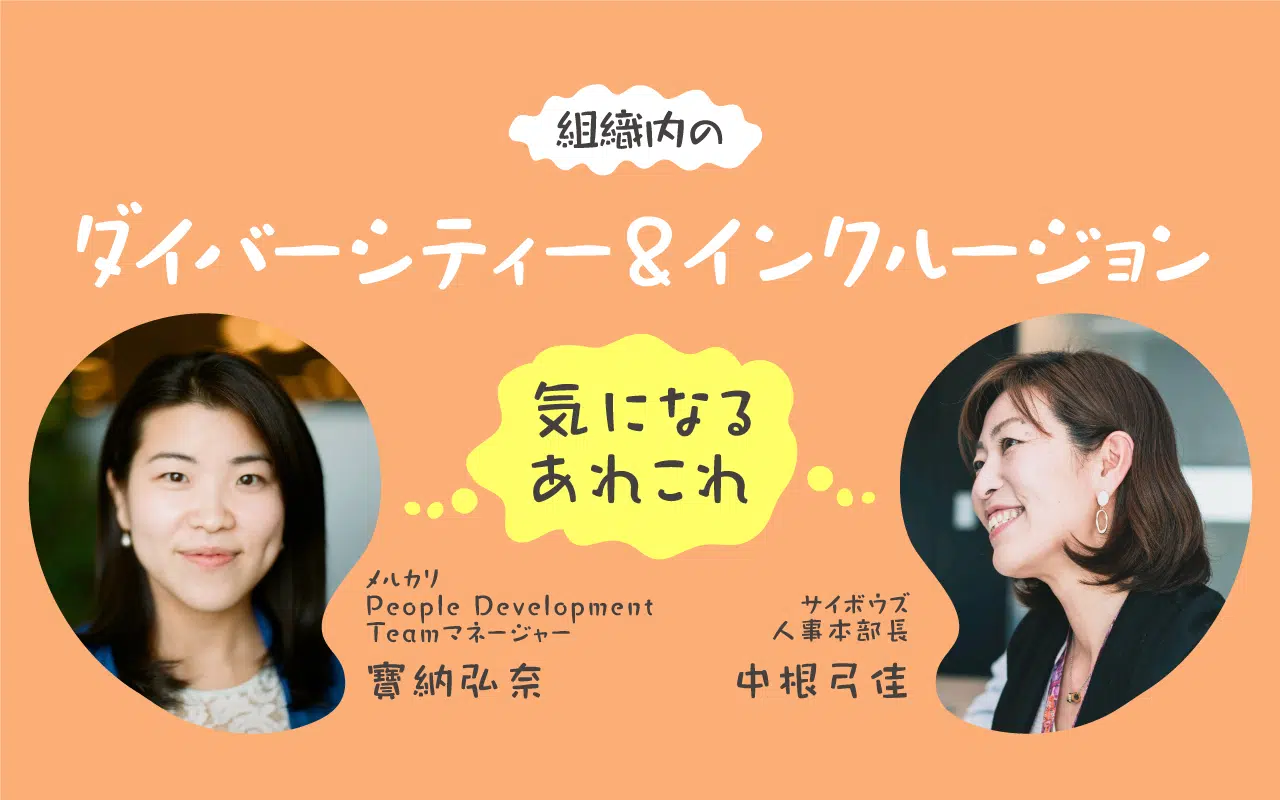 組織内の
ダイバーシティー&インクルージョン
気になる
あれこれ
メルカリ
People Development
Teamマネージャー
寶納弘奈
サイボウズ
人事本部長
中根弓佳